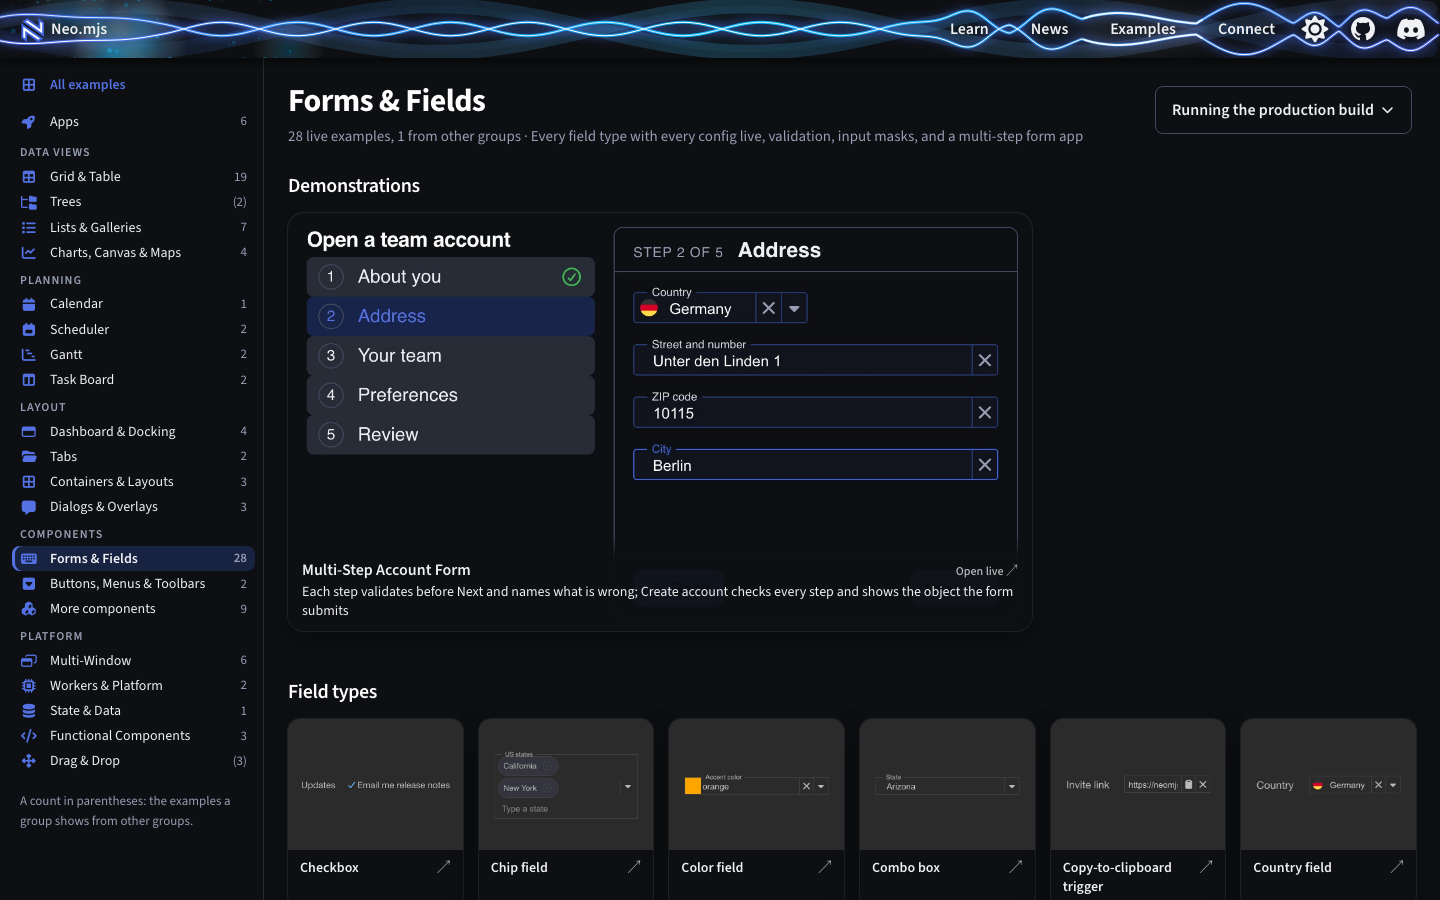 Neo.mjs
Learn
News
Examples
Connect
All examples
Apps 6
DATA VIEWS
Grid & Table 19
Trees (2)
Lists & Galleries 7
Charts, Canvas & Maps 4
PLANNING
Calendar 1
Scheduler 2
Gantt 2
Task Board 2
LAYOUT
Dashboard & Docking 4
Tabs 2
Containers & Layouts 3
Dialogs & Overlays 3
COMPONENTS
Forms & Fields 28
Buttons, Menus & Toolbars 2
More components 9
PLATFORM
Multi-Window 6
Workers & Platform 2
State & Data 1
Functional Components 3
Drag & Drop (3)
A count in parentheses: the examples a
group shows from other groups.
Forms & Fields
28 live examples, 1 from other groups · Every field type with every config live, validation, input masks, and a multi-step form app
Running the production build
Demonstrations
Open a team account
1 About you
2 Address
3 Your team
4 Preferences
5 Review
STEP 2 OF 5 Address
Country
Germany
Street and number
Unter den Linden 1
ZIP code
10115
City
Berlin
Multi-Step Account Form
Open live
Each step validates before Next and names what is wrong; Create account checks every step and shows the object the form
submits
Field types
Updates
Email me release notes
Checkbox
US states
California
New York
Type a state
Chip field
Accent color
orange
Color field
State
Arizona
Combo box
Invite link
https://neomj
Copy-to-clipboard
trigger
Country
Germany
Country field